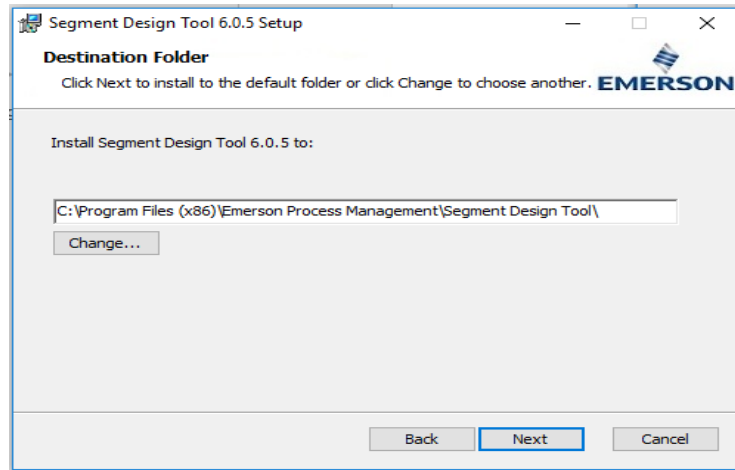 Segment Design Tool 6.0.5 Setup
Destination Folder
Click Next to install to the default folder or click Change to choose another.
EMERSON
Install Segment Design Tool 6.0.5 to:
C:\Program Files (x86)\Emerson Process Management\Segment Design Tool\
Change...
Back Next Cancel